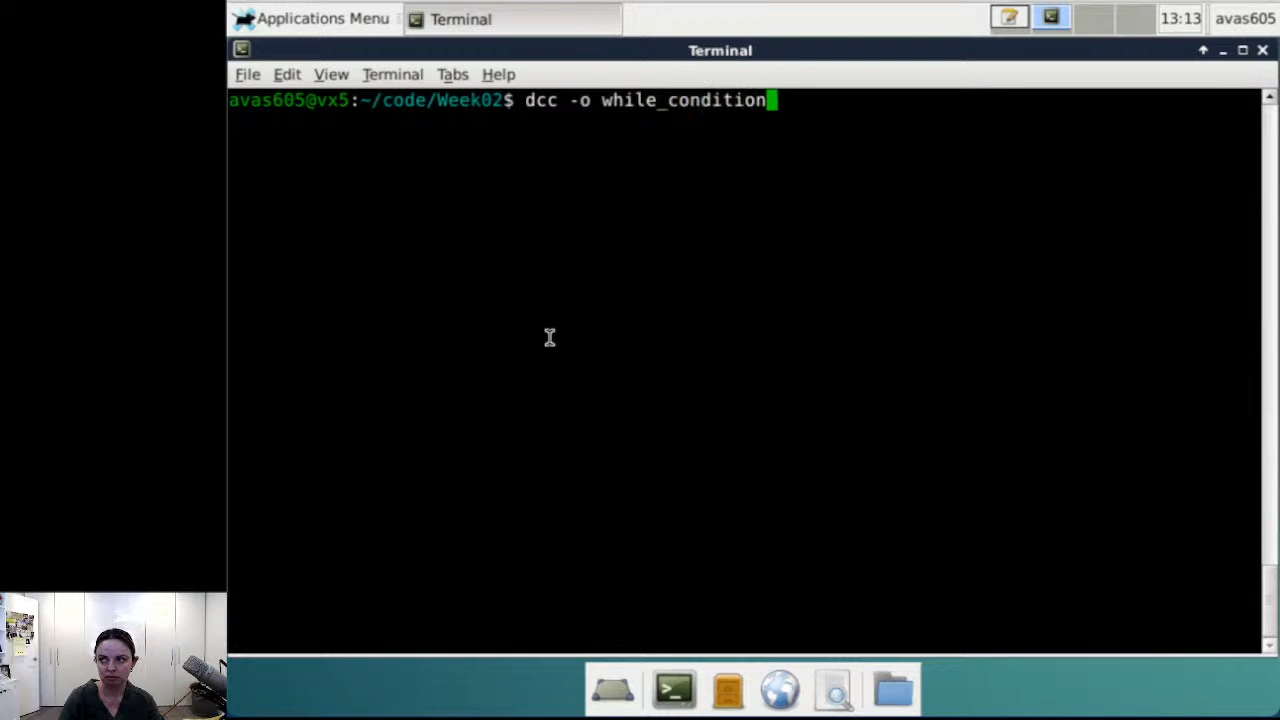 Applications Menu
Terminal
13:13
avas605
Terminal
File Edit View Terminal Tabs Help
avas605@vx5:~/code/Week02$ dcc -o while_condition